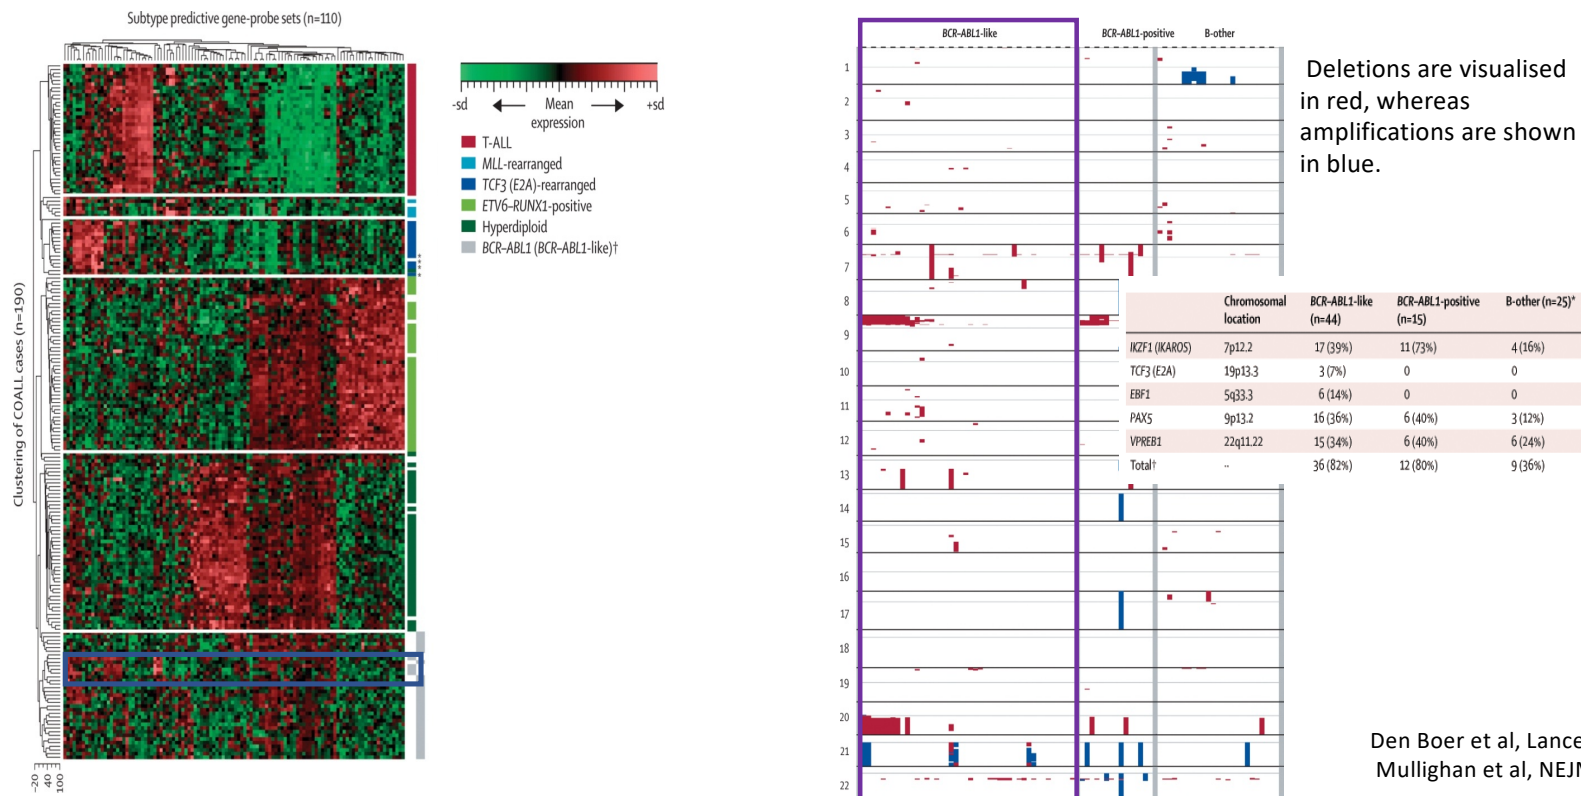 Subtype predictive gene-probe sets (n=110)
Clustering of COALL cases (n=190)
-20
40
100
-sd
Mean
+sd
expression
T-ALL
MLL-rearranged
TCF3 (E2A)-rearranged
ETV6–RUNX1-positive
Hyperdiploid
BCR–ABL1 (BCR–ABL1-like)†
BCR-ABL1-like
BCR-ABL1-positive
B-other
1
2
3
4
5
6
7
8
9
10
11
12
13
14
15
16
17
18
19
20
21
22
Deletions are visualised
in red, whereas
amplifications are shown
in blue.
Chromosomal location BCR–ABL1-like (n=44) BCR–ABL1-positive (n=15) B-other (n=25)*
IKZF1 (IKAROS) 7p12.2 17 (39%) 11 (73%) 4 (16%)
TCF3 (E2A) 19p13.3 3 (7%) 0 0
EBF1 5q33.3 6 (14%) 0 0
PAX5 9p13.2 16 (36%) 6 (40%) 3 (12%)
VPREB1 22q11.22 15 (34%) 6 (40%) 6 (24%)
Total† ·· 36 (82%) 12 (80%) 9 (36%)
Den Boer et al, Lance
Mullighan et al, NEJN